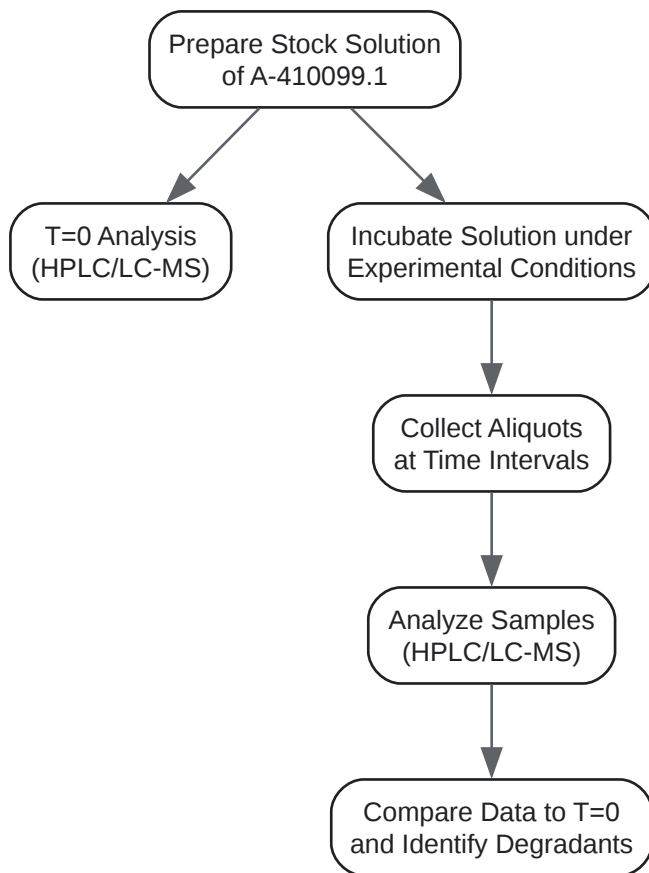 Prepare Stock Solution
of A-410099.1
T=0 Analysis
(HPLC/LC-MS)
Incubate Solution under
Experimental Conditions
Collect Aliquots
at Time Intervals
Analyze Samples
(HPLC/LC-MS)
Compare Data to T=0
and Identify Degradants